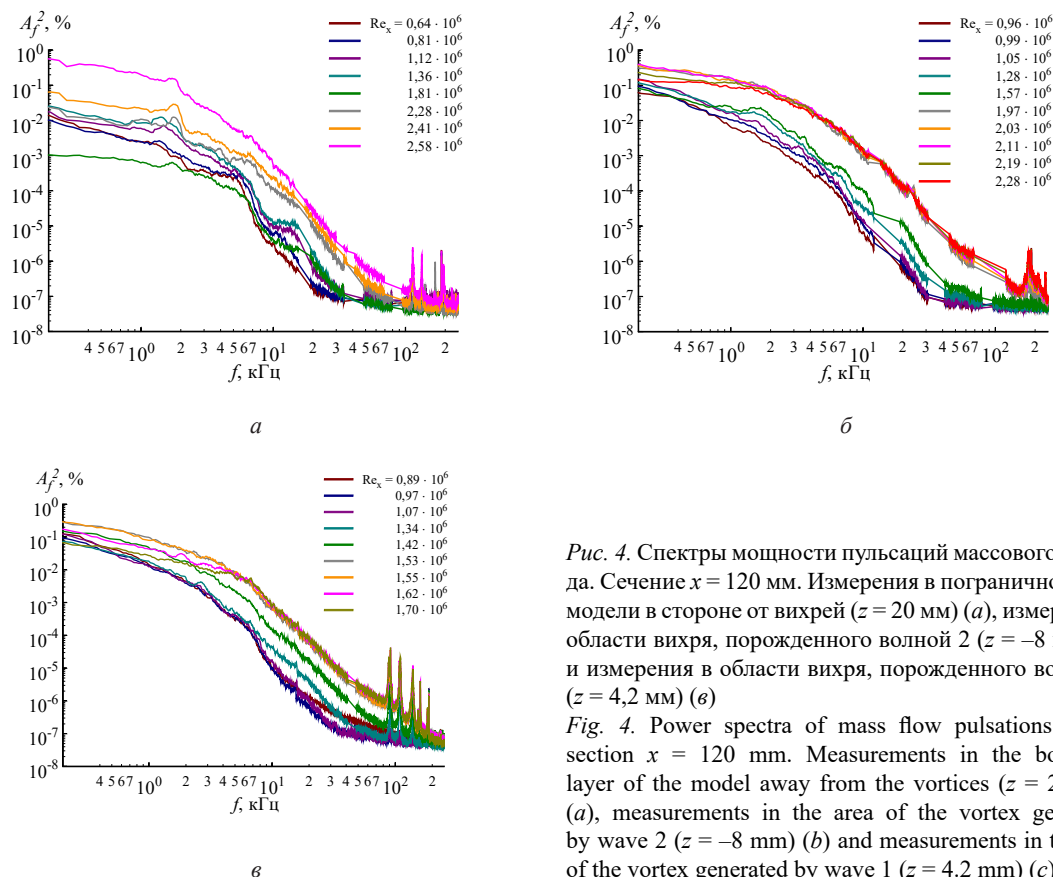 A_f^2, %
Re_x = 0,64 · 10^6
0,81 · 10^6
1,12 · 10^6
1,36 · 10^6
1,81 · 10^6
2,28 · 10^6
2,41 · 10^6
2,58 · 10^6
10^0
10^-1
10^-2
10^-3
10^-4
10^-5
10^-6
10^-7
10^-8
4 5 6 7 10^0 2 3 4 5 6 7 10^1 2 3 4 5 6 7 10^2 2
f, кГц
а
A_f^2, %
Re_x = 0,96 · 10^6
0,99 · 10^6
1,05 · 10^6
1,28 · 10^6
1,57 · 10^6
1,97 · 10^6
2,03 · 10^6
2,11 · 10^6
2,19 · 10^6
2,28 · 10^6
10^0
10^-1
10^-2
10^-3
10^-4
10^-5
10^-6
10^-7
10^-8
4 5 6 7 10^0 2 3 4 5 6 7 10^1 2 3 4 5 6 7 10^2 2
f, кГц
б
A_f^2, %
Re_x = 0,89 · 10^6
0,97 · 10^6
1,07 · 10^6
1,34 · 10^6
1,42 · 10^6
1,53 · 10^6
1,55 · 10^6
1,62 · 10^6
1,70 · 10^6
10^0
10^-1
10^-2
10^-3
10^-4
10^-5
10^-6
10^-7
10^-8
4 5 6 7 10^0 2 3 4 5 6 7 10^1 2 3 4 5 6 7 10^2 2
f, кГц
в
Рис. 4. Спектры мощности пульсаций массового
да. Сечение x = 120 мм. Измерения в погранично
модели в стороне от вихрей (z = 20 мм) (а), измер
области вихря, порожденного волной 2 (z = –8
и измерения в области вихря, порожденного во
(z = 4,2 мм) (в)
Fig. 4. Power spectra of mass flow pulsations
section x = 120 mm. Measurements in the bo
layer of the model away from the vortices (z = 2
(a), measurements in the area of the vortex ge
by wave 2 (z = –8 mm) (b) and measurements in t
of the vortex generated by wave 1 (z = 4.2 mm) (c)